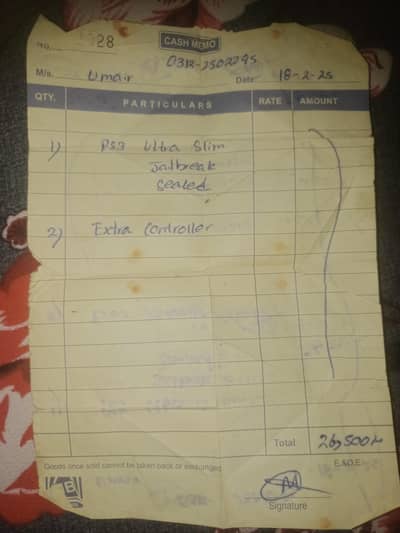 CASH MEMO
No. 28
0312-2502295
M/s. Umair Date 18-2-25
QTY. PARTICULARS RATE AMOUNT
1) PS3 Ultra Slim
Jailbreak
Sealed
2) Extra Controller
Total 26,500/-
Goods once sold cannot be taken back or exchanged E.&.O.E.
Signature